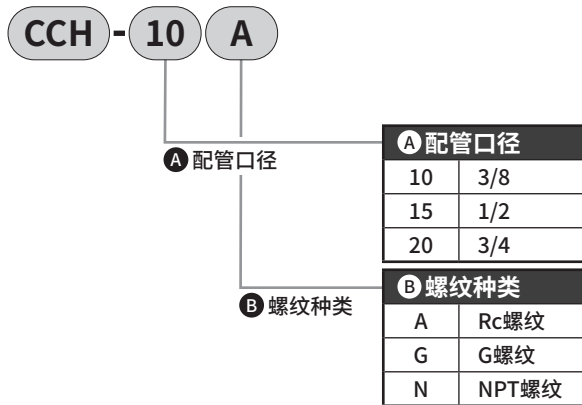 CCH - 10 A
A 配管口径
A 配管口径
10 3/8
15 1/2
20 3/4
B 螺纹种类
B 螺纹种类
A Rc螺纹
G G螺纹
N NPT螺纹